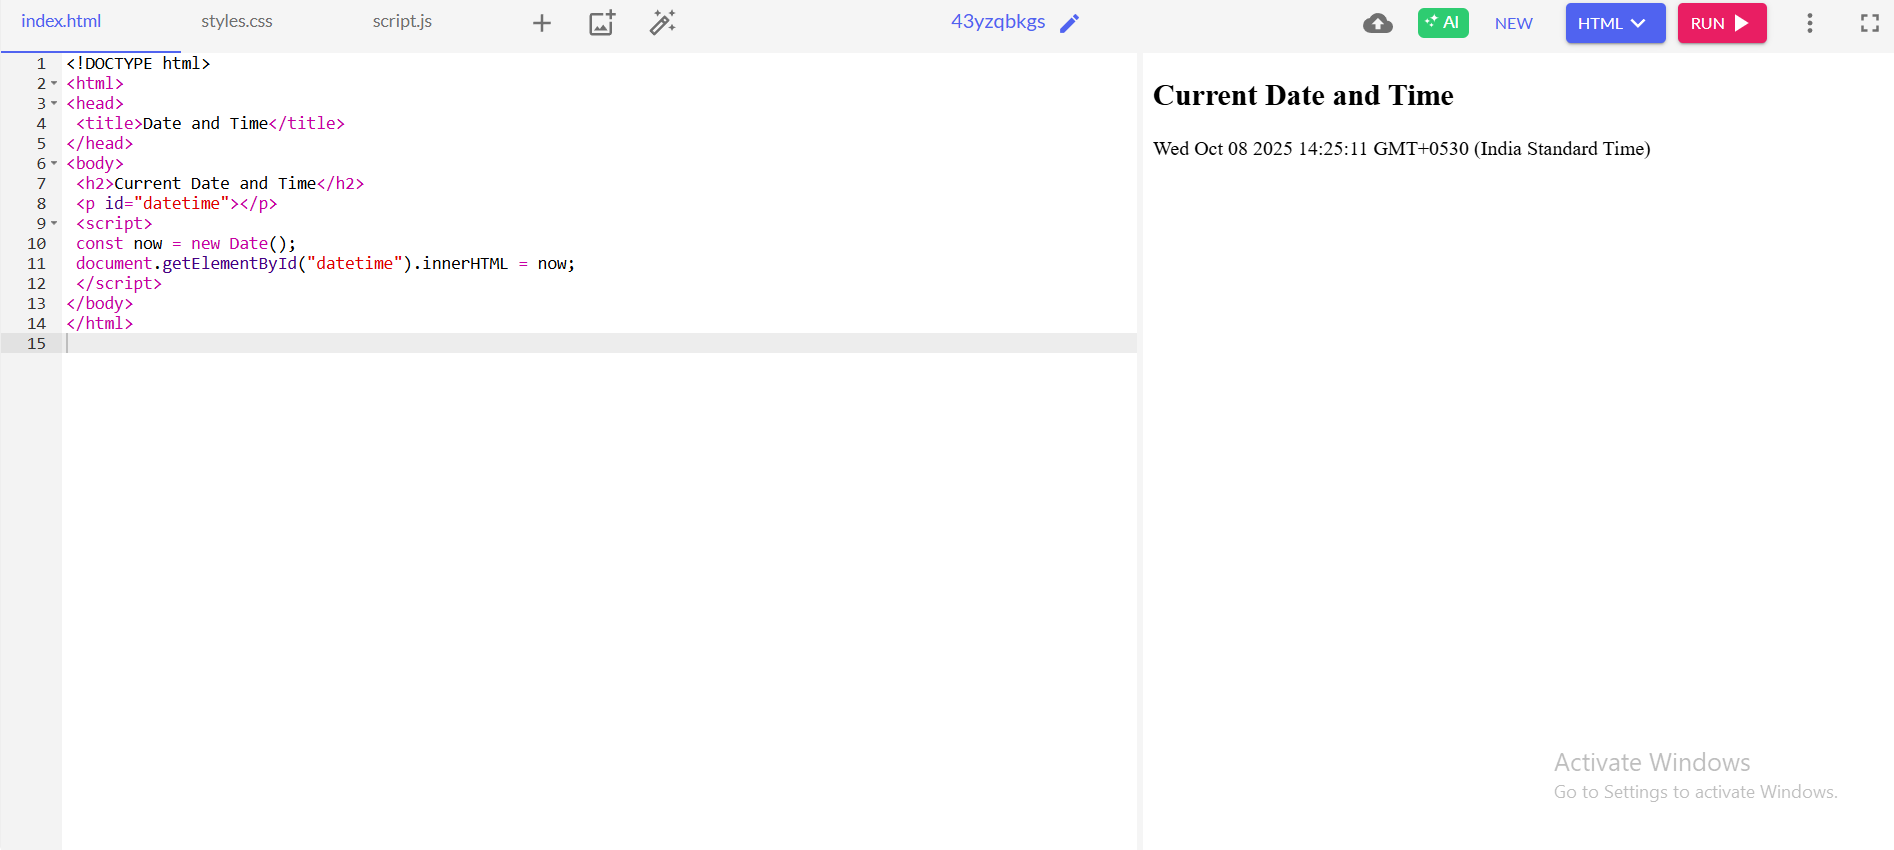 index.html styles.css script.js 43yzqbkgs AI NEW HTML RUN
1 <!DOCTYPE html>
2 <html>
3 <head>
4  <title>Date and Time</title>
5 </head>
6 <body>
7  <h2>Current Date and Time</h2>
8  <p id="datetime"></p>
9  <script>
10  const now = new Date();
11  document.getElementById("datetime").innerHTML = now;
12  </script>
13 </body>
14 </html>
15
Current Date and Time
Wed Oct 08 2025 14:25:11 GMT+0530 (India Standard Time)
Activate Windows
Go to Settings to activate Windows.